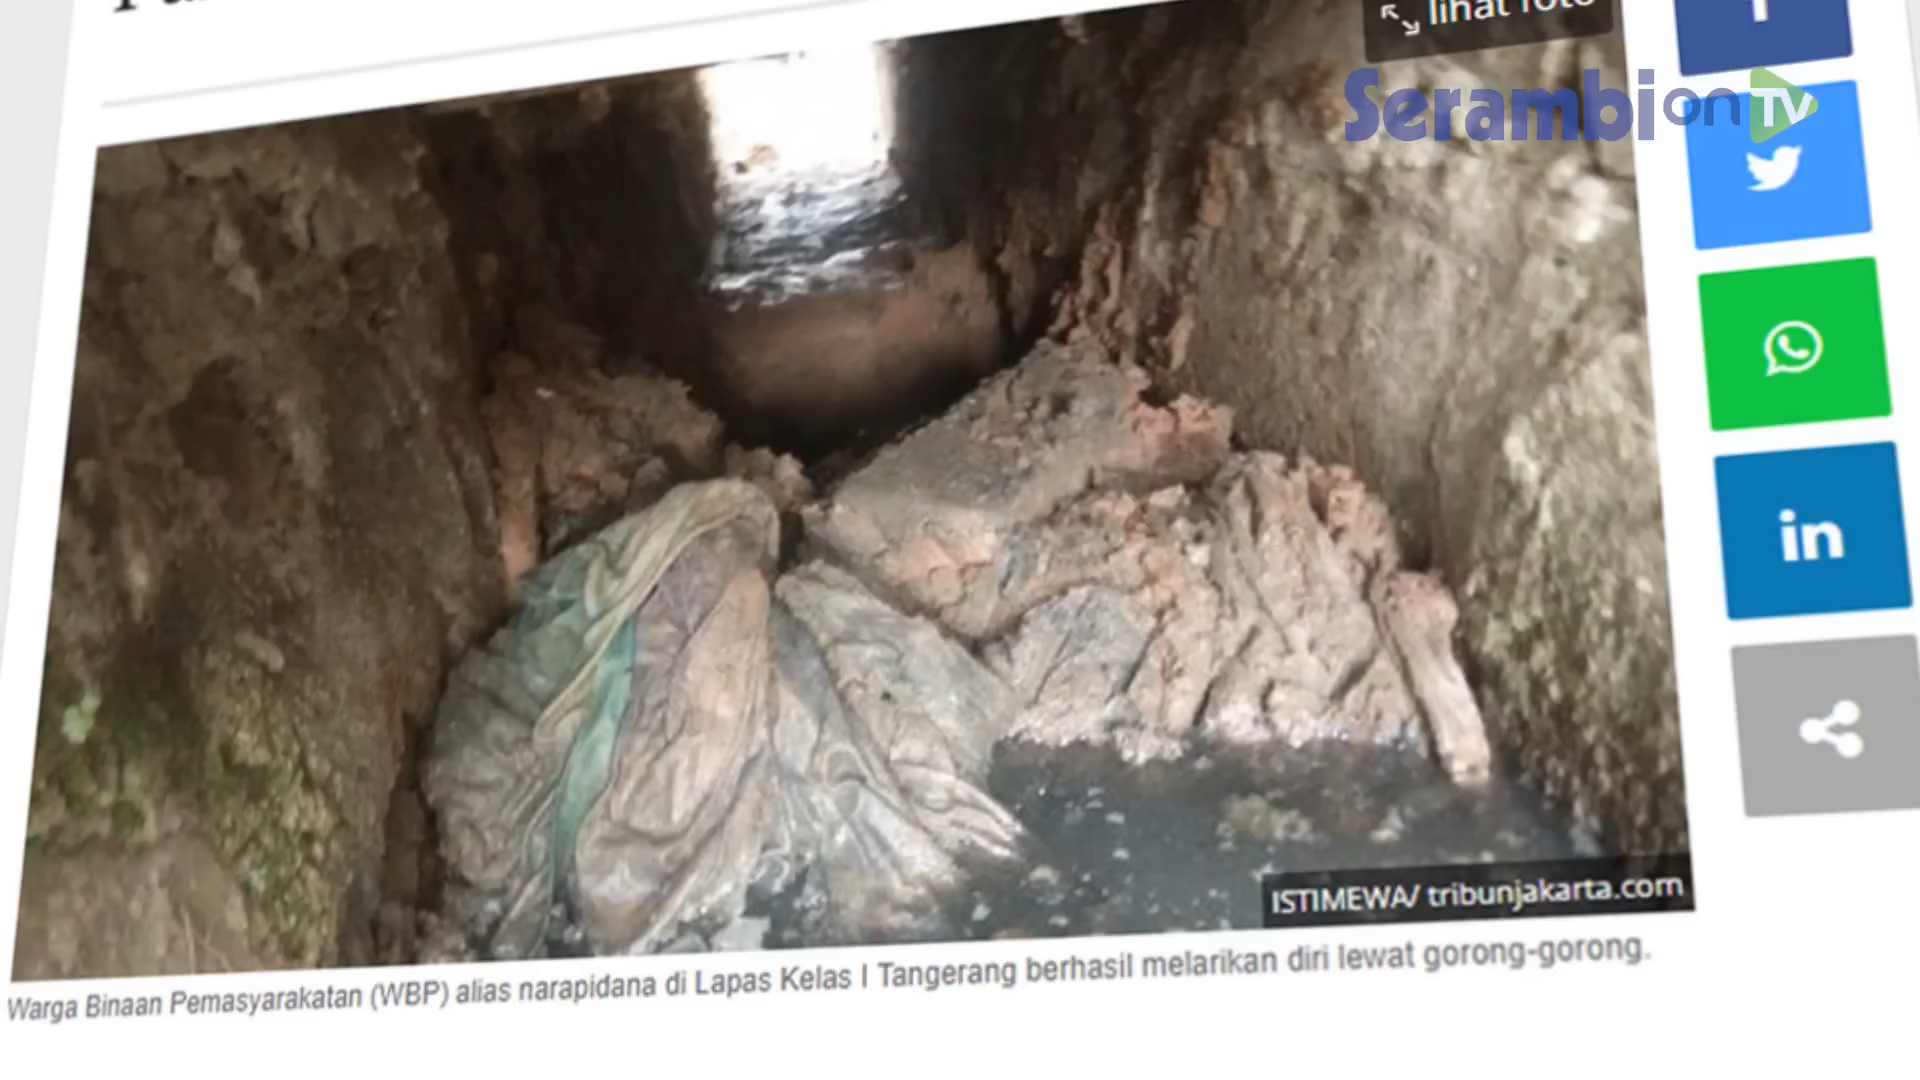 lihat foto
Serambi on TV
in
ISTIMEWA/ tribunjakarta.com
Warga Binaan Pemasyarakatan (WBP) alias narapidana di Lapas Kelas I Tangerang berhasil melarikan diri lewat gorong-gorong.